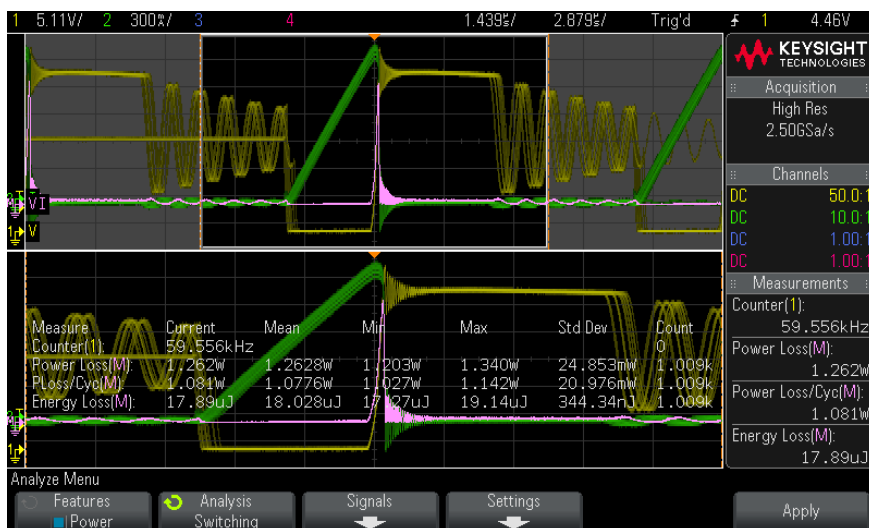 1 5.11V/ 2 300%/ 3 4 1.439%/ 2.879%/ Trig'd 1 4.46V
KEYSIGHT
TECHNOLOGIES
Acquisition
High Res
2.50GSa/s
Channels
DC 50.0:1
DC 10.0:1
DC 1.00:1
DC 1.00:1
Measurements
Counter(1):
59.556kHz
Power Loss(M):
1.262W
Power Loss/Cyc(M):
1.081W
Energy Loss(M):
17.89uJ
VI
V
Measure Current Mean Min Max Std Dev Count
Counter(1): 59.556kHz 0
Power Loss(M): 1.262W 1.2628W 1.203W 1.340W 24.853mW 1.009k
PLoss/Cyc(M): 1.081W 1.0776W 1.027W 1.142W 20.976mW 1.009k
Energy Loss(M): 17.89uJ 18.028uJ 19.14uJ 344.34nJ 1.009k
Analyze Menu
Features
Power
Analysis
Switching
Signals
Settings
Apply